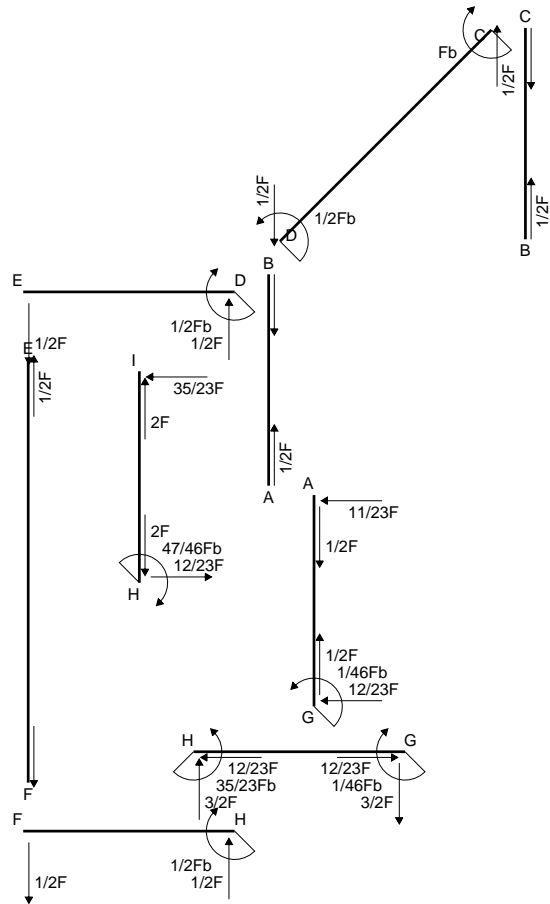 C
C
Fb
1/2F
1/2F
1/2Fb
D
1/2F
B
B
E
D
1/2Fb
1/2F
1/2F
E
1/2F
I
35/23F
2F
2F
47/46Fb
12/23F
H
1/2F
A
A
11/23F
1/2F
1/2F
1/46Fb
12/23F
G
H
G
12/23F
35/23Fb
3/2F
12/23F
1/46Fb
3/2F
F
F
H
1/2Fb
1/2F
1/2F